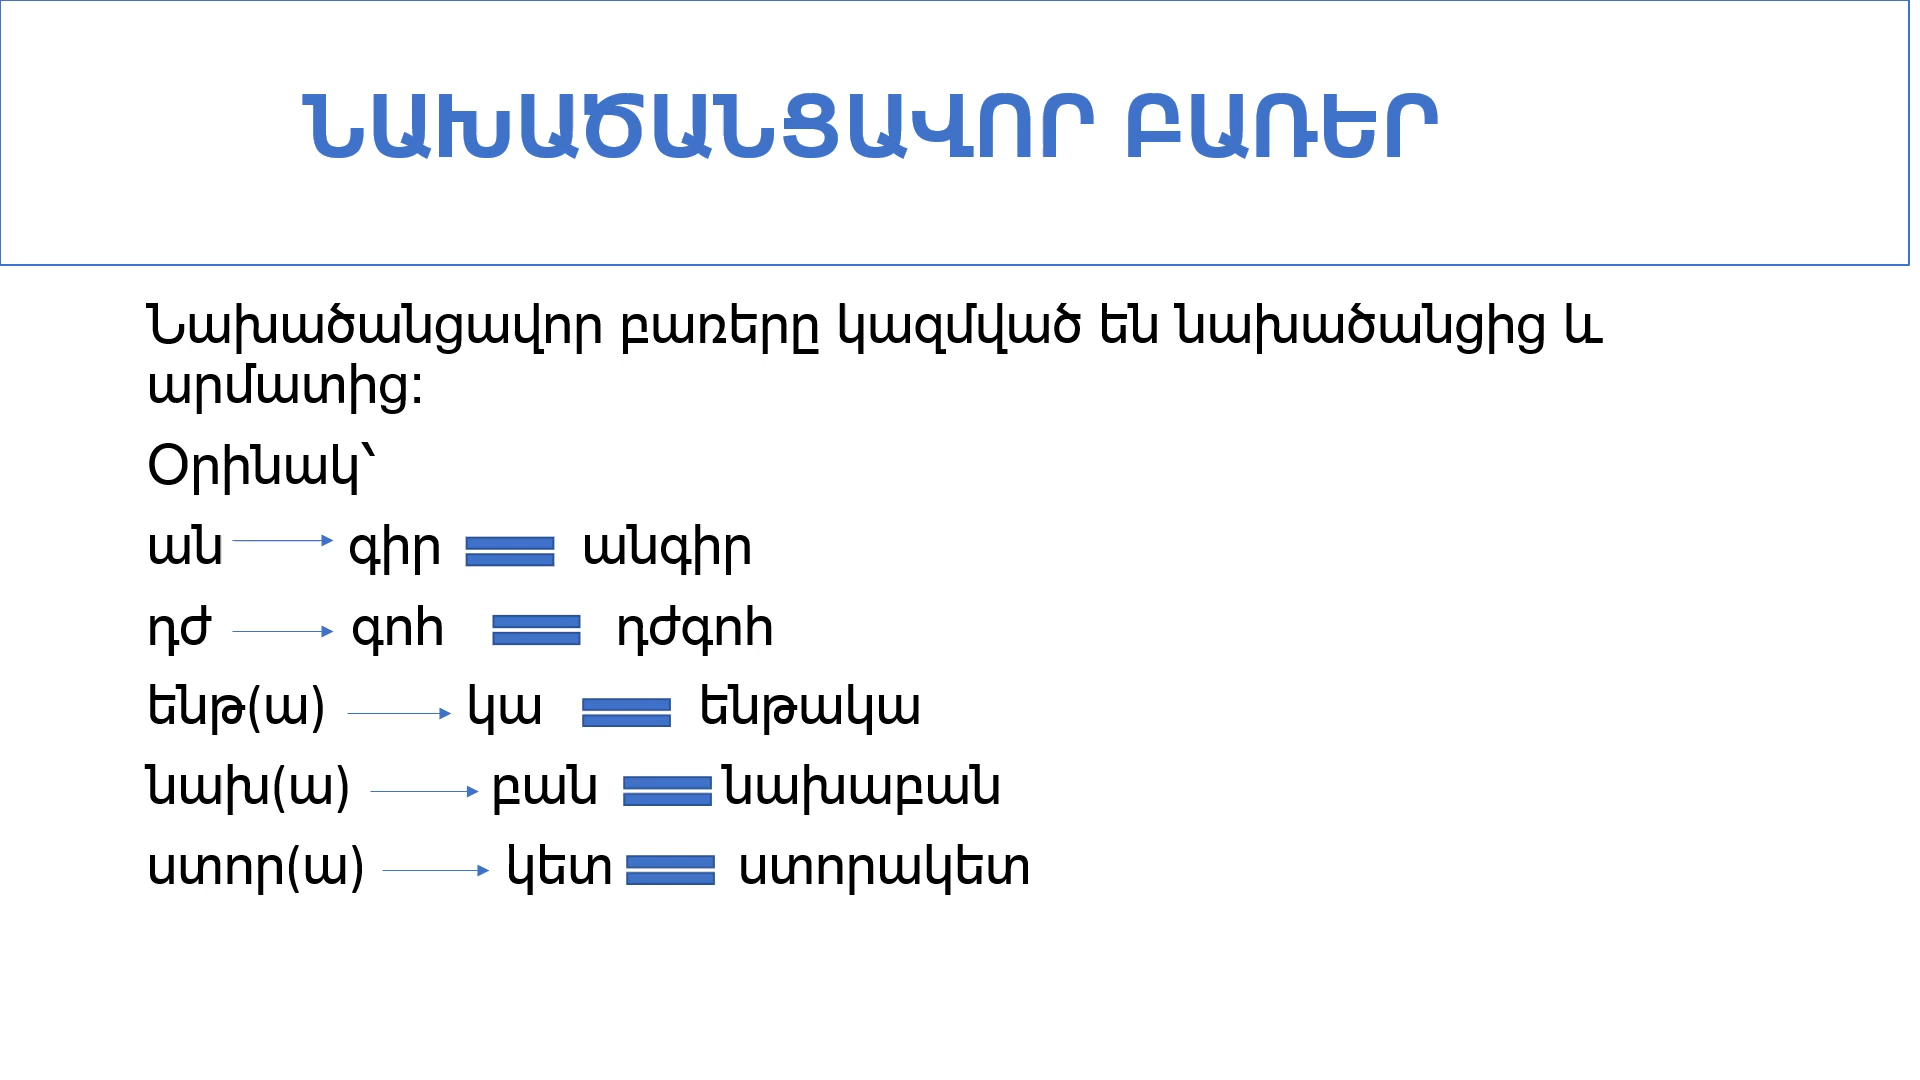 ՆԱԽԱԾԱՆՑԱՎՈՐ ԲԱՌԵՐ
Նախածանցավոր բառերը կազմված են նախածանցից և
արմատից:
Օրինակ՝
ան գիր անգիր
դժ գոհ դժգոհ
ենթ(ա) կա ենթակա
նախ(ա) բան նախաբան
ստոր(ա) կետ ստորակետ